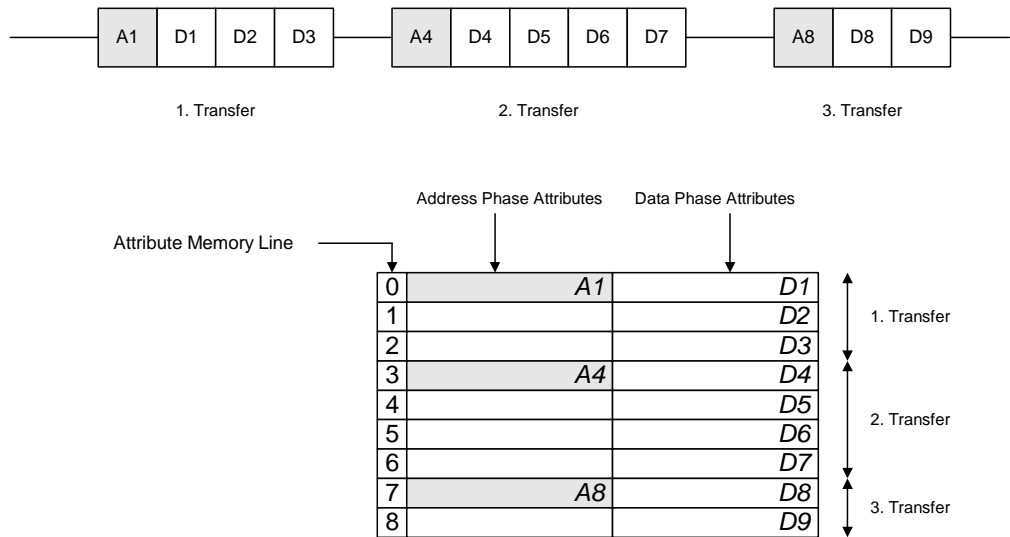 A1 D1 D2 D3 A4 D4 D5 D6 D7 A8 D8 D9
1. Transfer 2. Transfer 3. Transfer
Address Phase Attributes Data Phase Attributes
Attribute Memory Line
0 A1 D1
1 D2 1. Transfer
2 D3
3 A4 D4
4 D5
5 D6 2. Transfer
6 D7
7 A8 D8
8 D9 3. Transfer